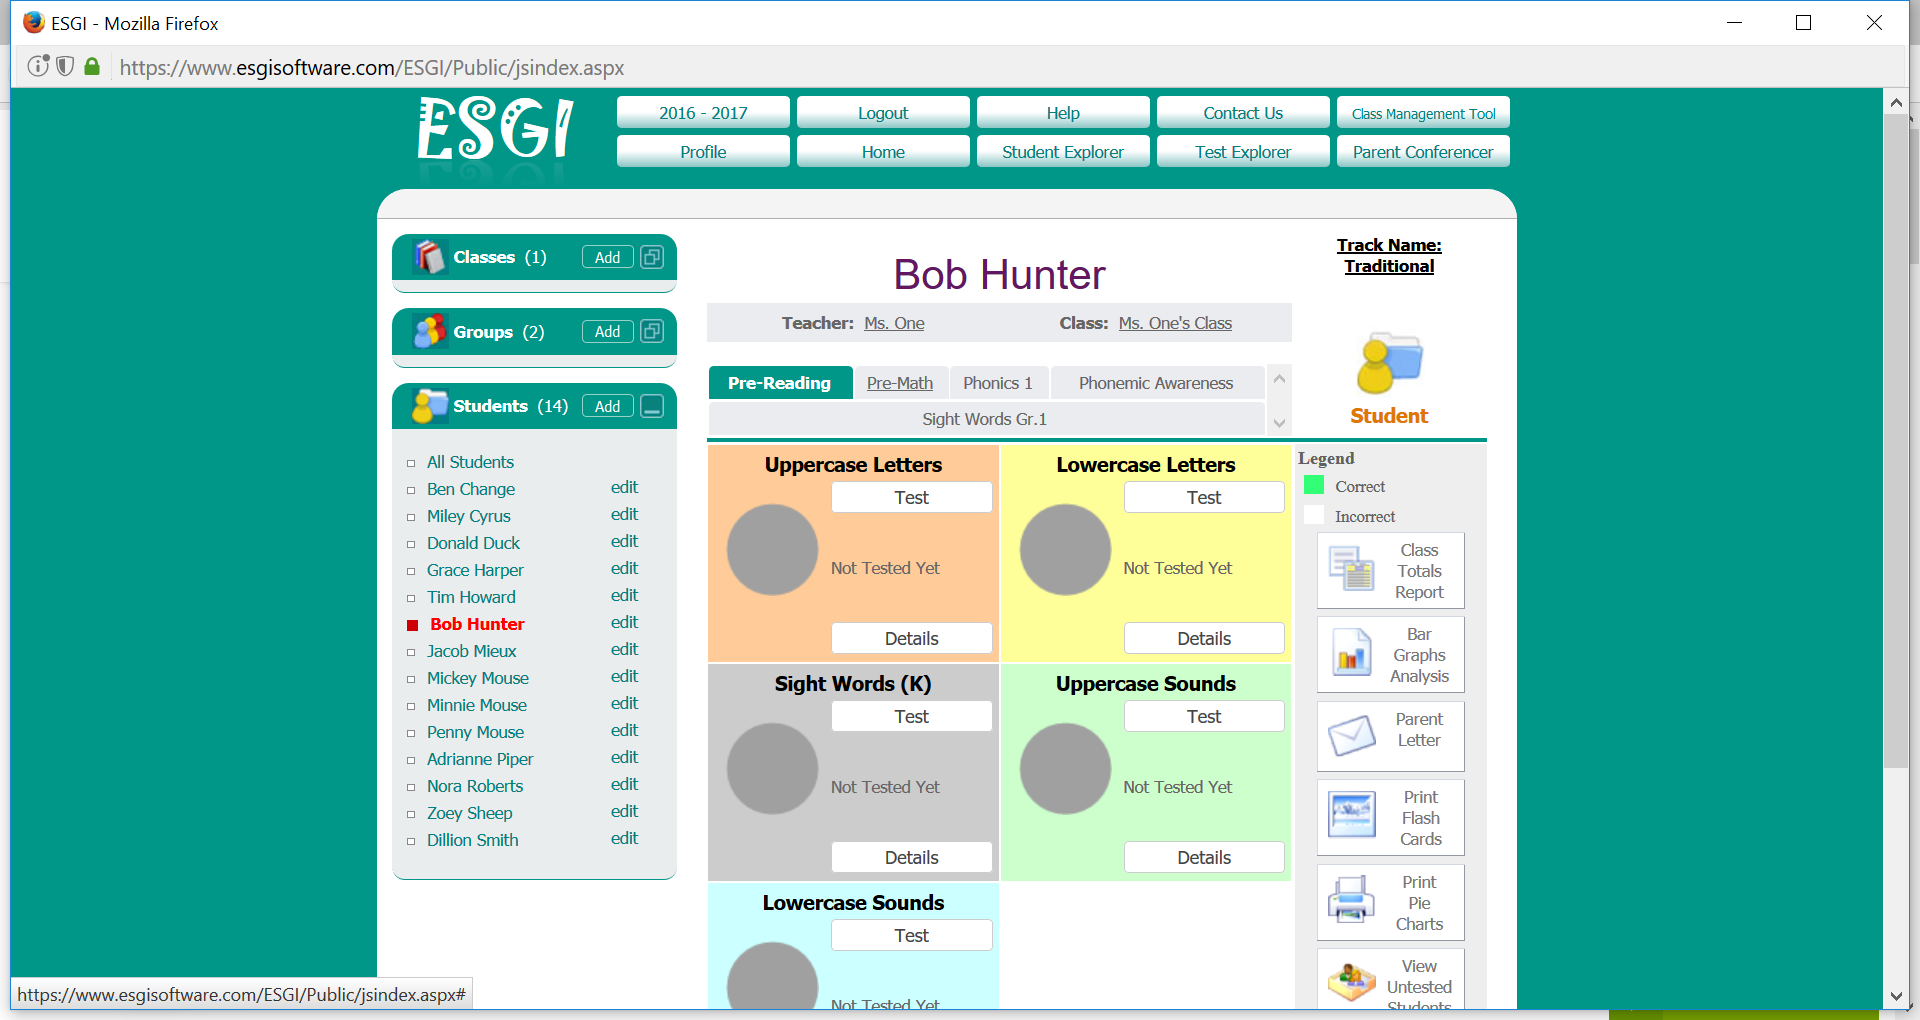 ESGI - Mozilla Firefox
https://www.esgisoftware.com/ESGI/Public/jsindex.aspx
ESGI
2016 - 2017
Logout
Help
Contact Us
Class Management Tool
Profile
Home
Student Explorer
Test Explorer
Parent Conferencer
Classes (1)
Add
Groups (2)
Add
Students (14)
Add
All Students
Ben Change edit
Miley Cyrus edit
Donald Duck edit
Grace Harper edit
Tim Howard edit
Bob Hunter edit
Jacob Mieux edit
Mickey Mouse edit
Minnie Mouse edit
Penny Mouse edit
Adrianne Piper edit
Nora Roberts edit
Zoey Sheep edit
Dillion Smith edit
Bob Hunter
Teacher: Ms. One Class: Ms. One's Class
Track Name:
Traditional
Student
Pre-Reading
Pre-Math
Phonics 1
Phonemic Awareness
Sight Words Gr.1
Uppercase Letters
Test
Not Tested Yet
Details
Lowercase Letters
Test
Not Tested Yet
Details
Sight Words (K)
Test
Not Tested Yet
Details
Uppercase Sounds
Test
Not Tested Yet
Details
Lowercase Sounds
Test
Not Tested Yet
Legend
Correct
Incorrect
Class
Totals
Report
Bar
Graphs
Analysis
Parent
Letter
Print
Flash
Cards
Print
Pie
Charts
View
Untested
Students
https://www.esgisoftware.com/ESGI/Public/jsindex.aspx#